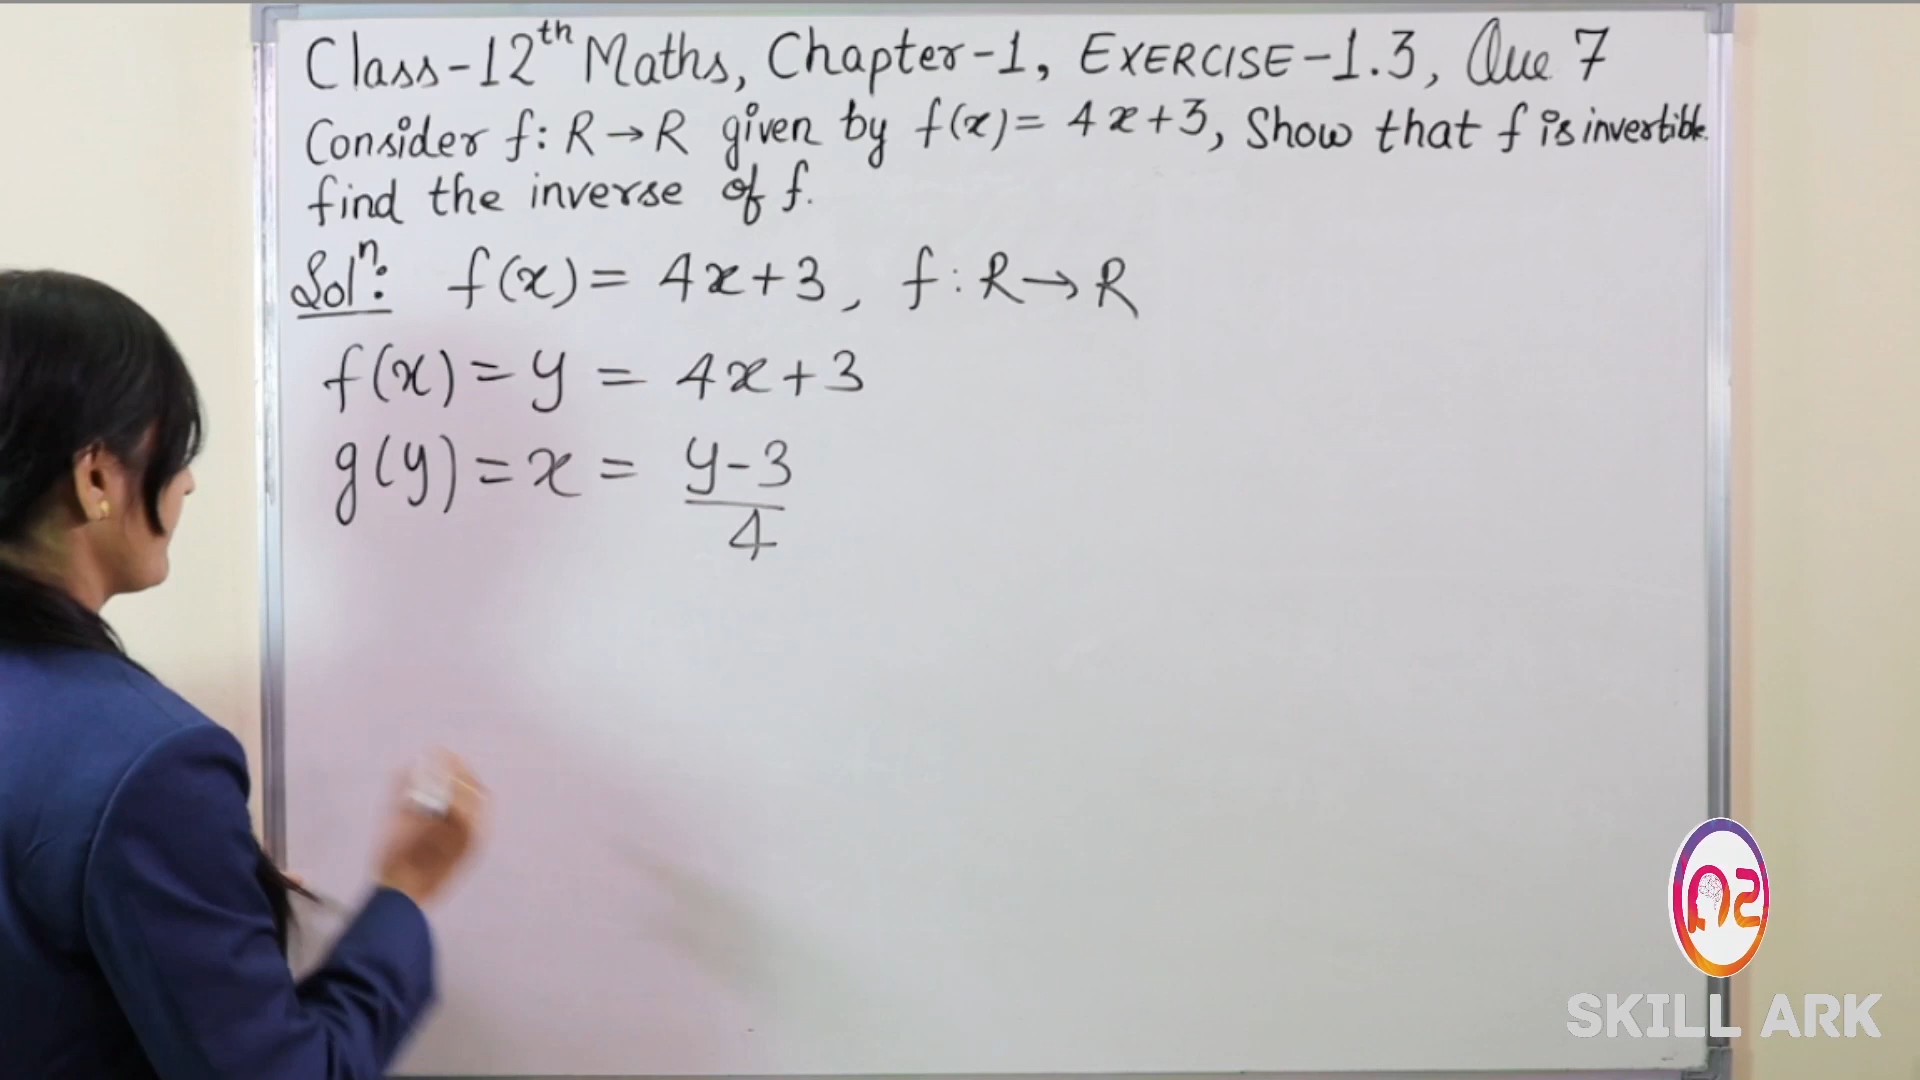 Class-12th Maths, Chapter-1, EXERCISE-1.3, Que 7
Consider f: R→R given by f(x)= 4x+3, Show that f is invertible.
find the inverse of f.
Solⁿ: f(x)= 4x+3, f: R→R
f(x)=y = 4x+3
g(y)=x= y-3/4
SKILL ARK